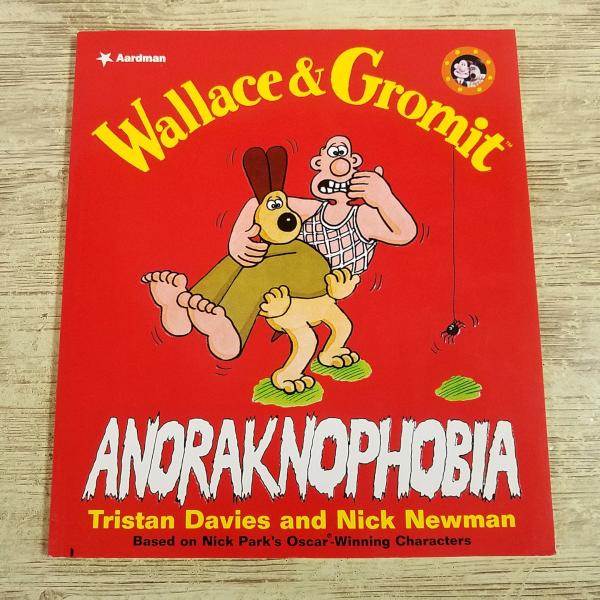 Aardman
Wallace & Gromit™
ANORAKNOPHOBIA
Tristan Davies and Nick Newman
Based on Nick Park's Oscar®-Winning Characters